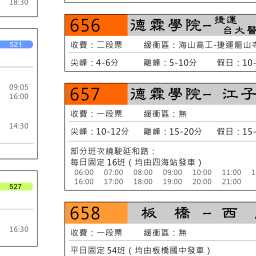 18:30
521
09:05
16:00
14:30
527
16:30
656 德霖學院-捷運
台大醫
收費：二段票 緩衝區：海山高工-捷運龍山寺
尖峰：4-6分 離峰：5-10分 假日：10-
657 德霖學院-江子
收費：一段票 緩衝區：無
尖峰：10-12分 離峰：15-20分 假日：15-
部分班次繞駛延和路：
每日固定 16班（均由四海站發車）
06:00 07:00 08:00 09:00 10:00 11:00
16:00 17:00 18:00 19:00 20:00 21:00
658 板橋-西
收費：一段票 緩衝區：無
平日固定 54班（均由板橋國中發車）